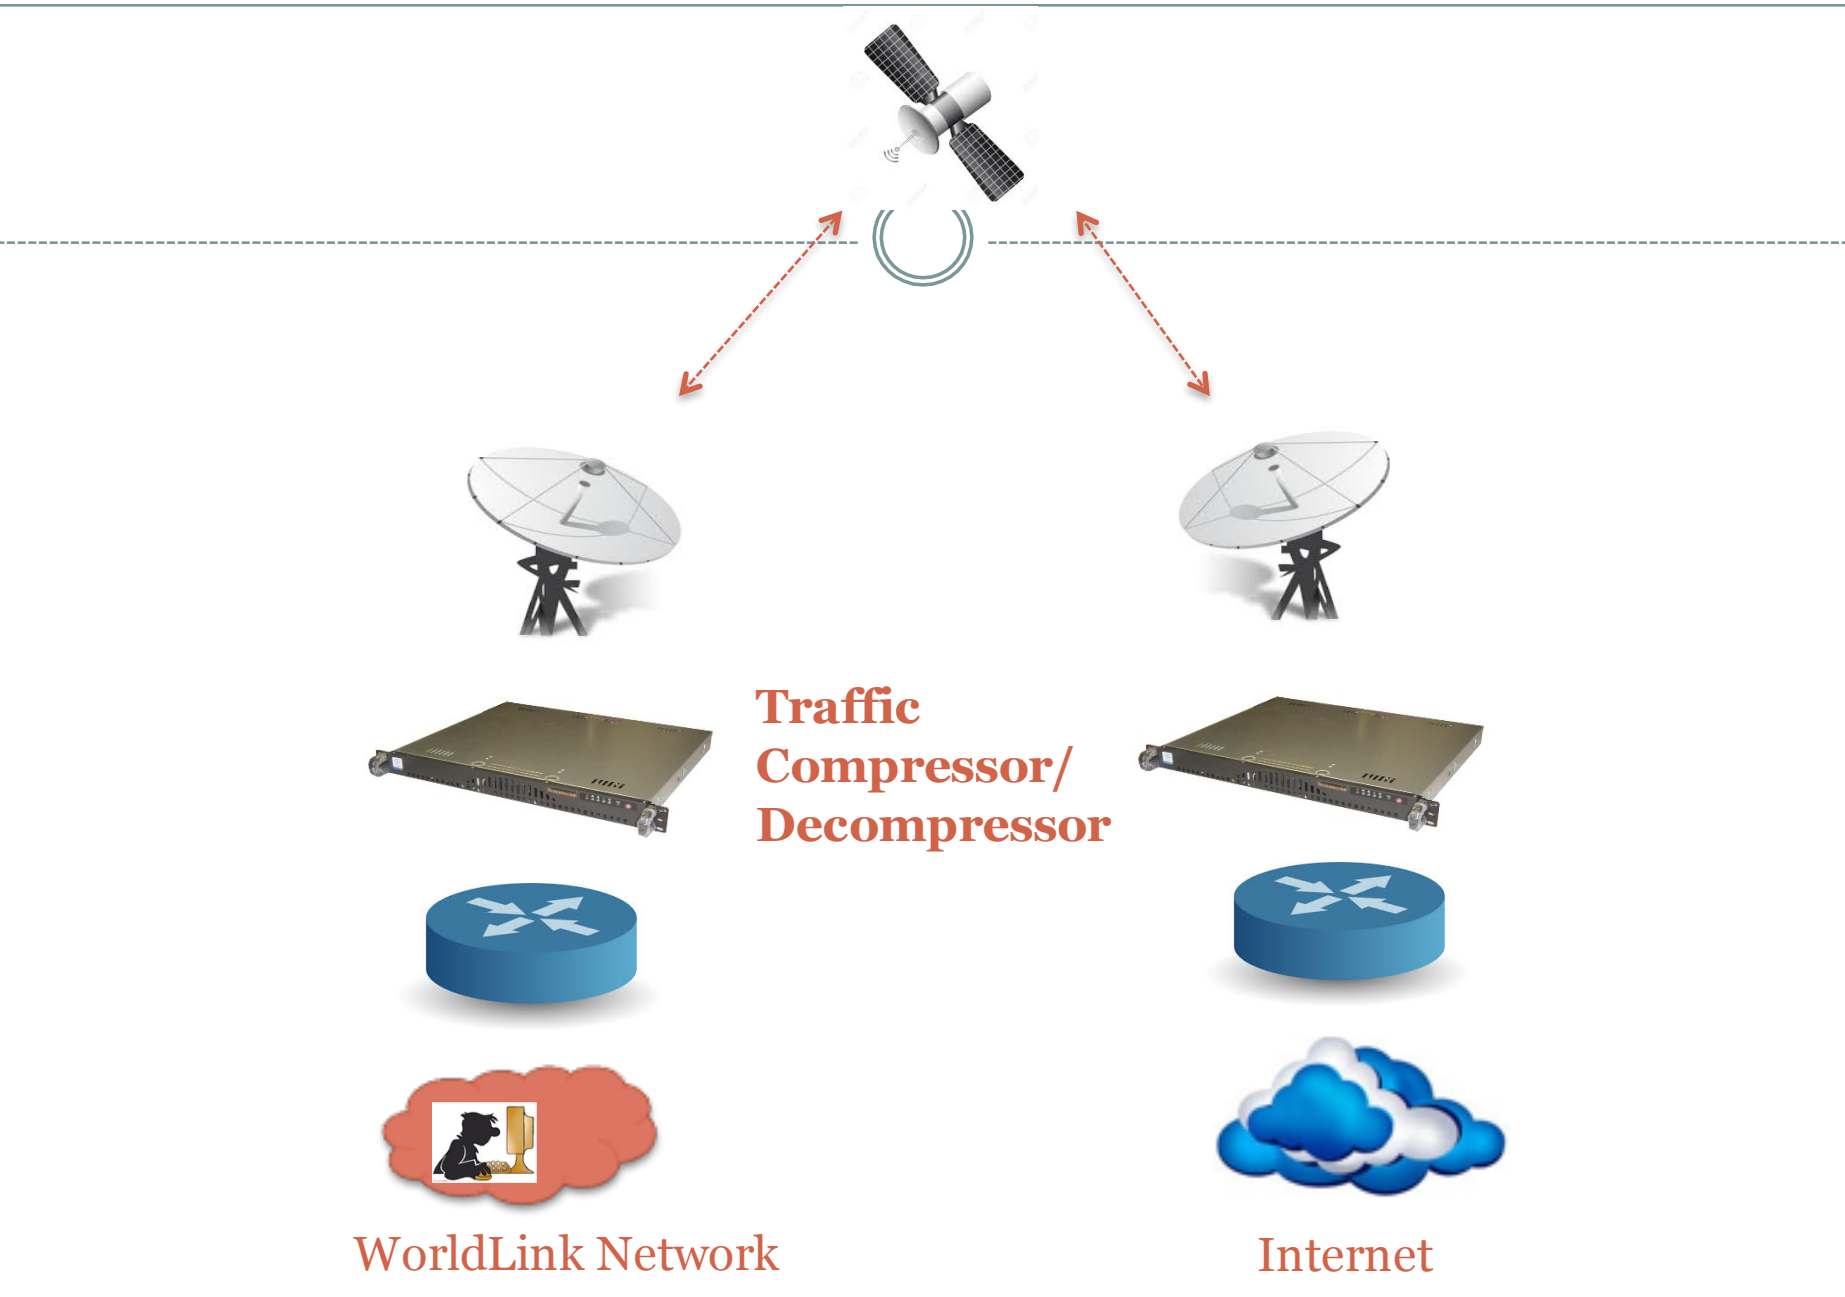 Traffic
Compressor/
Decompressor
WorldLink Network
Internet